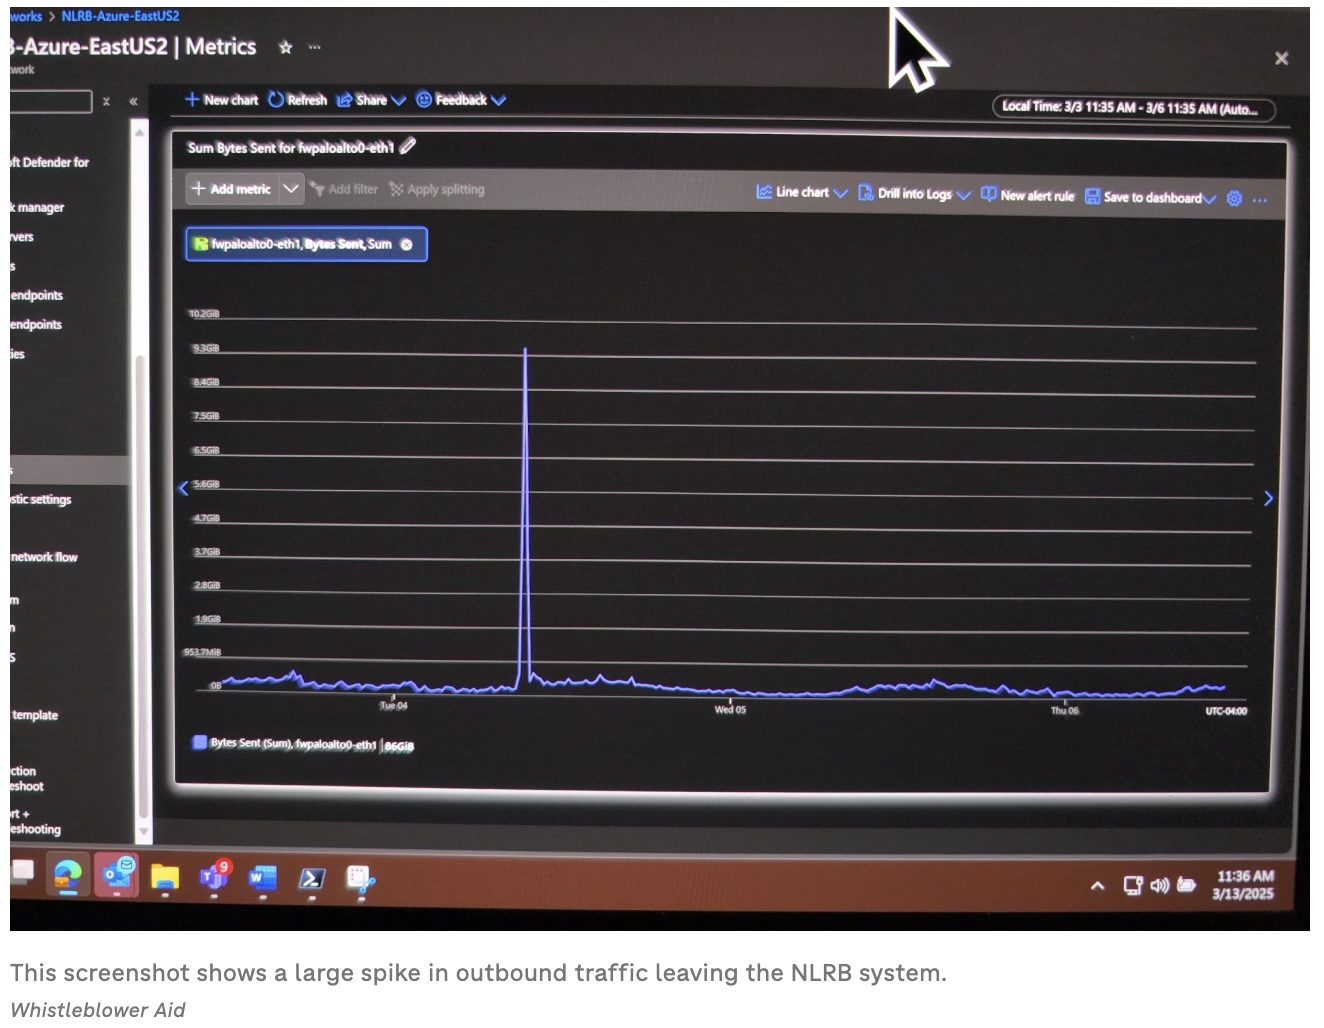 works > NLRB-Azure-EastUS2
B-Azure-EastUS2 | Metrics
work
New chart Refresh Share Feedback
Local Time: 3/3 11:35 AM - 3/6 11:35 AM (Auto...
Sum Bytes Sent for fwpaloalto0-eth1
Add metric Add filter Apply splitting
Line chart Drill into Logs New alert rule Save to dashboard ...
fwpaloalto0-eth1, Bytes Sent, Sum
oft Defender for
k manager
rvers
s
endpoints
endpoints
ies
s
ostic settings
network flow
m
n
s
template
ction
eshoot
rt +
eshooting
10.2GiB
9.3GiB
8.4GiB
7.5GiB
6.5GiB
5.6GiB
4.7GiB
3.7GiB
2.8GiB
1.9GiB
953.7MiB
0B
Tue 04 Wed 05 Thu 06 UTC-04:00
Bytes Sent (Sum), fwpaloalto0-eth1 | 86GiB
9
11:36 AM
3/13/2025
This screenshot shows a large spike in outbound traffic leaving the NLRB system.
Whistleblower Aid